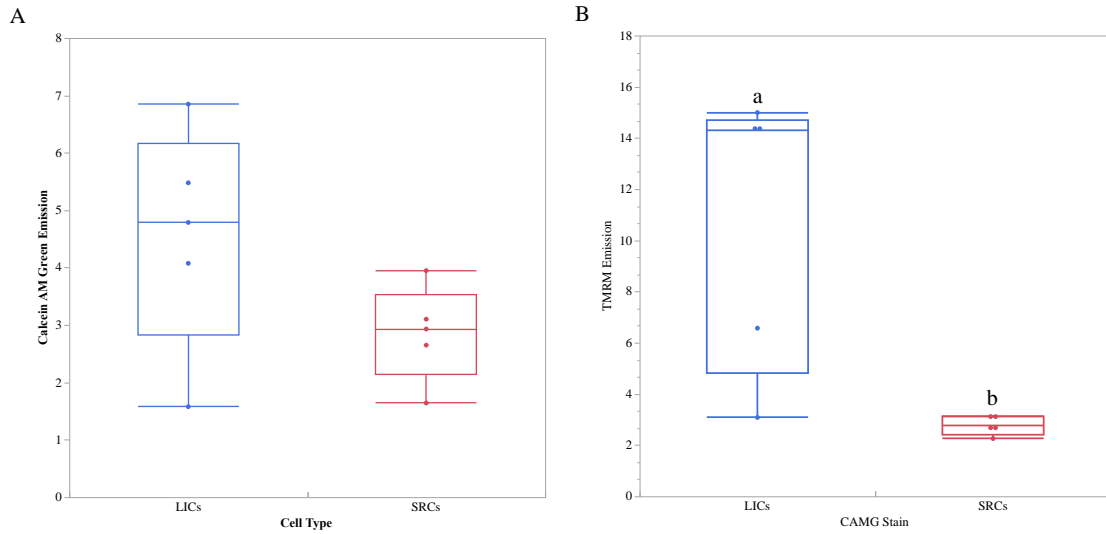 A
8
7
6
5
4
3
2
1
0
Calcein AM Green Emission
LICs
SRCs
Cell Type
B
18
16
14
12
10
8
6
4
2
0
TMRM Emission
a
b
LICs
SRCs
CAMG Stain